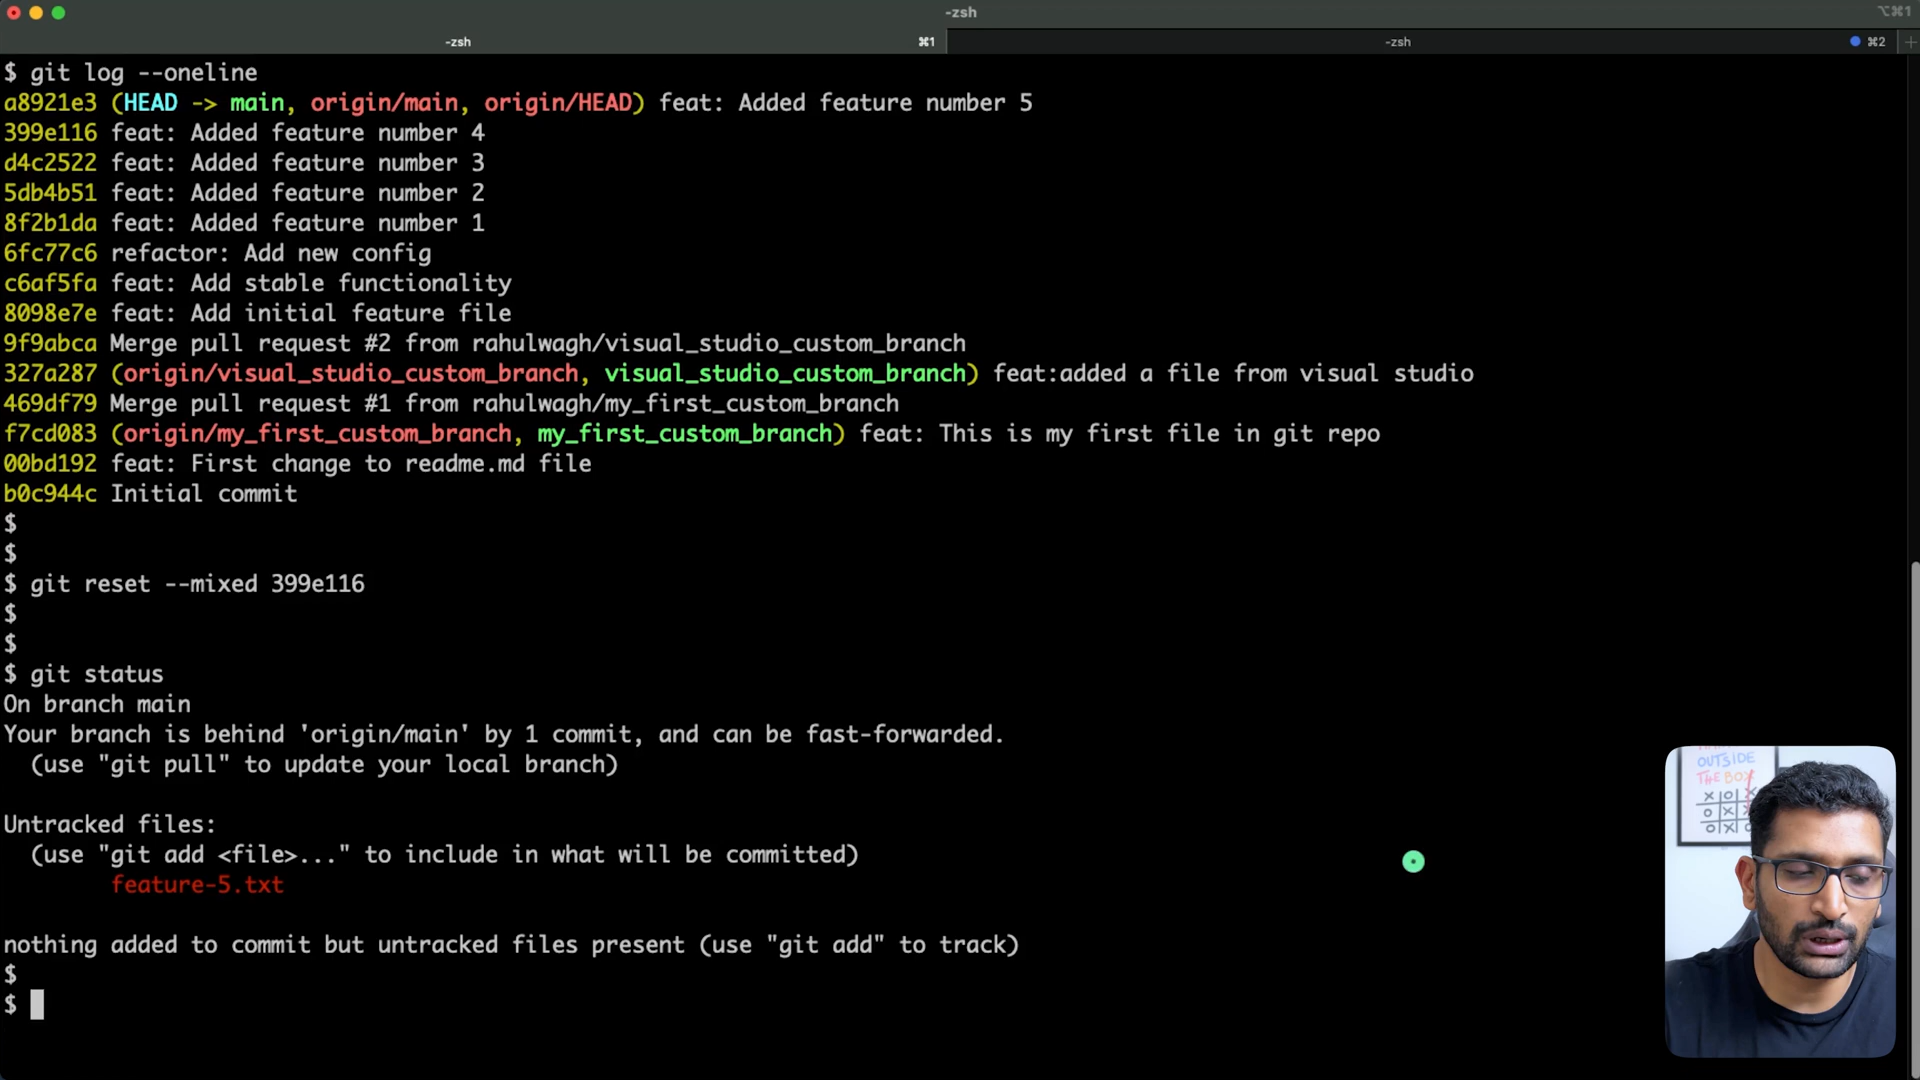 -zsh
⌥⌘1
-zsh ⌘1
-zsh ⌘2 +
$ git log --oneline
a8921e3 (HEAD -> main, origin/main, origin/HEAD) feat: Added feature number 5
399e116 feat: Added feature number 4
d4c2522 feat: Added feature number 3
5db4b51 feat: Added feature number 2
8f2b1da feat: Added feature number 1
6fc77c6 refactor: Add new config
c6af5fa feat: Add stable functionality
8098e7e feat: Add initial feature file
9f9abca Merge pull request #2 from rahulwagh/visual_studio_custom_branch
327a287 (origin/visual_studio_custom_branch, visual_studio_custom_branch) feat:added a file from visual studio
469df79 Merge pull request #1 from rahulwagh/my_first_custom_branch
f7cd083 (origin/my_first_custom_branch, my_first_custom_branch) feat: This is my first file in git repo
00bd192 feat: First change to readme.md file
b0c944c Initial commit
$
$
$ git reset --mixed 399e116
$
$
$ git status
On branch main
Your branch is behind 'origin/main' by 1 commit, and can be fast-forwarded.
(use "git pull" to update your local branch)
Untracked files:
(use "git add <file>..." to include in what will be committed)
feature-5.txt
nothing added to commit but untracked files present (use "git add" to track)
$
$
OUTSIDE
THE BOX